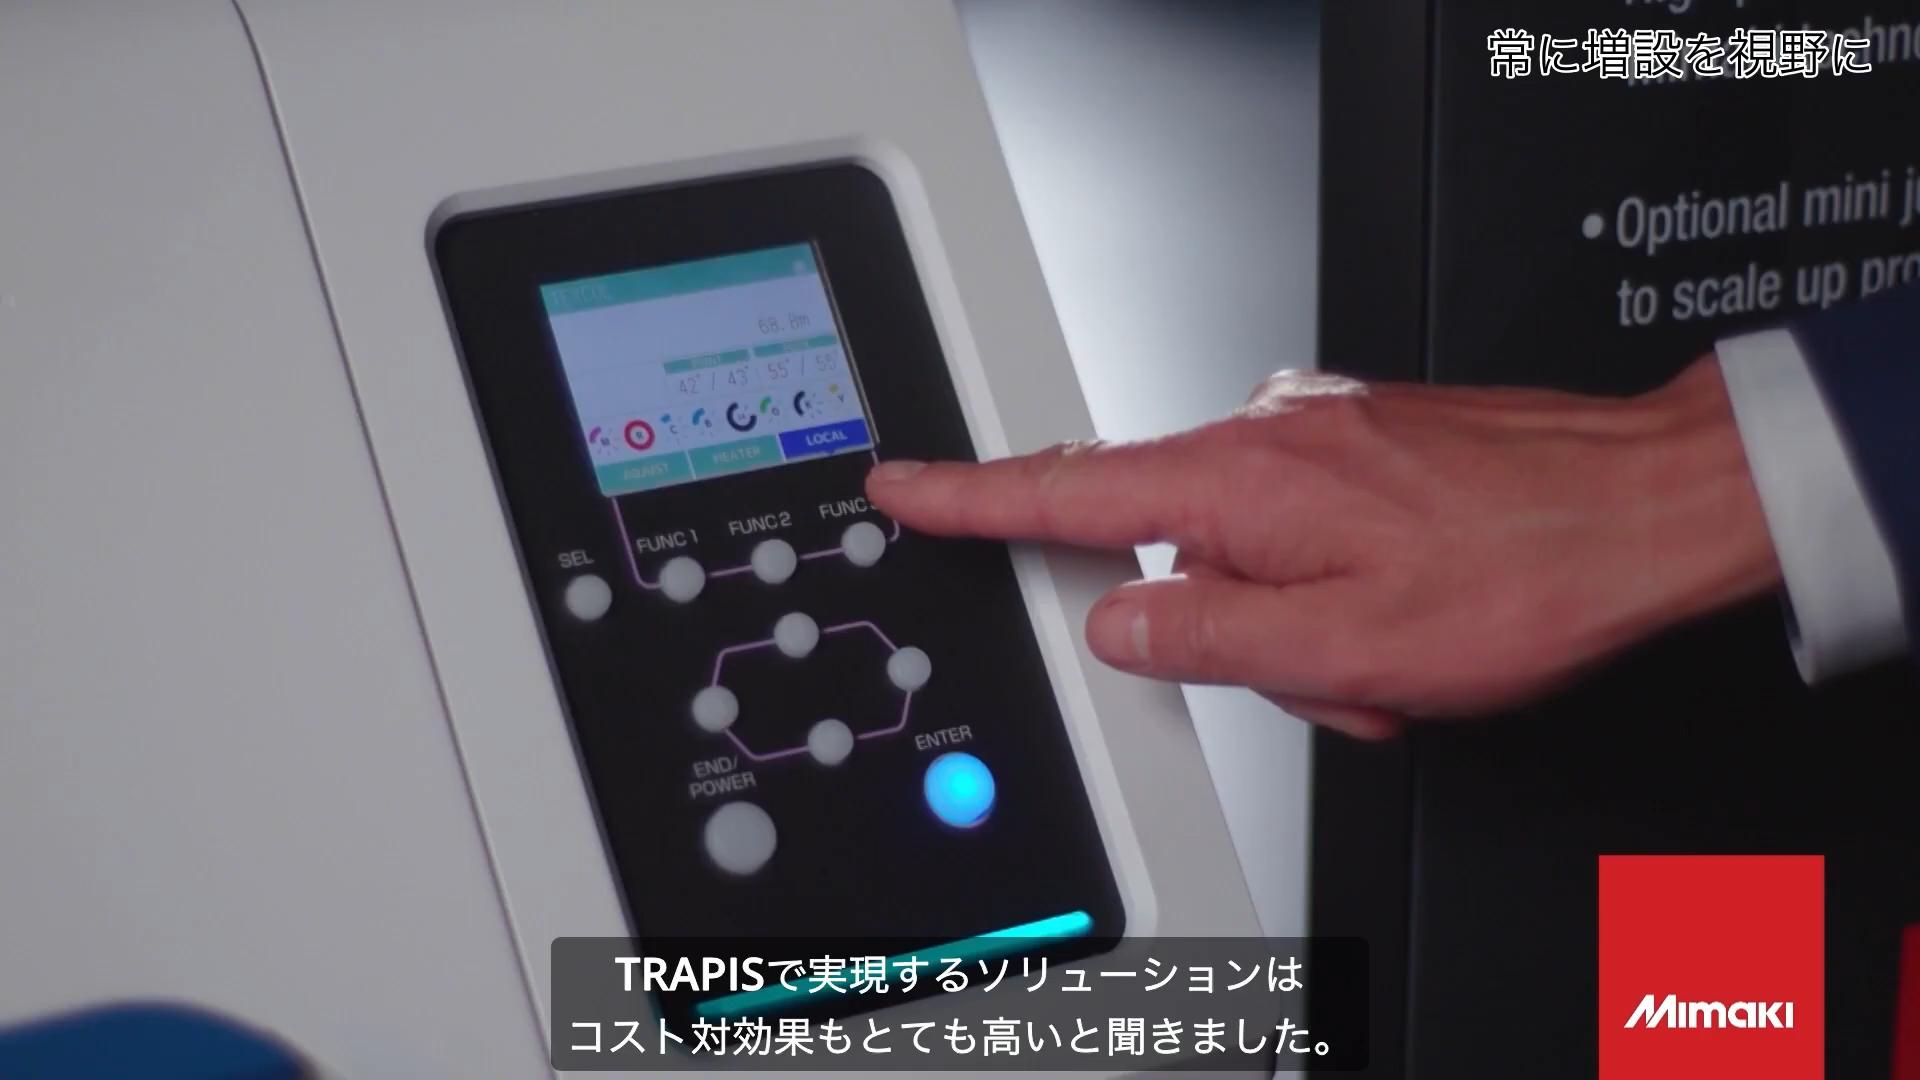 常に増設を視野に
• Optional mini
to scale up
68.8m
42° / 43°
55° / 55°
M
R
C
B
K
Y
ADJUST
HEATER
LOCAL
FUNC 1
FUNC 2
FUNC
SEL
END/
POWER
ENTER
TRAPISで実現するソリューションは
コスト対効果もとても高いと聞きました。
Mimaki